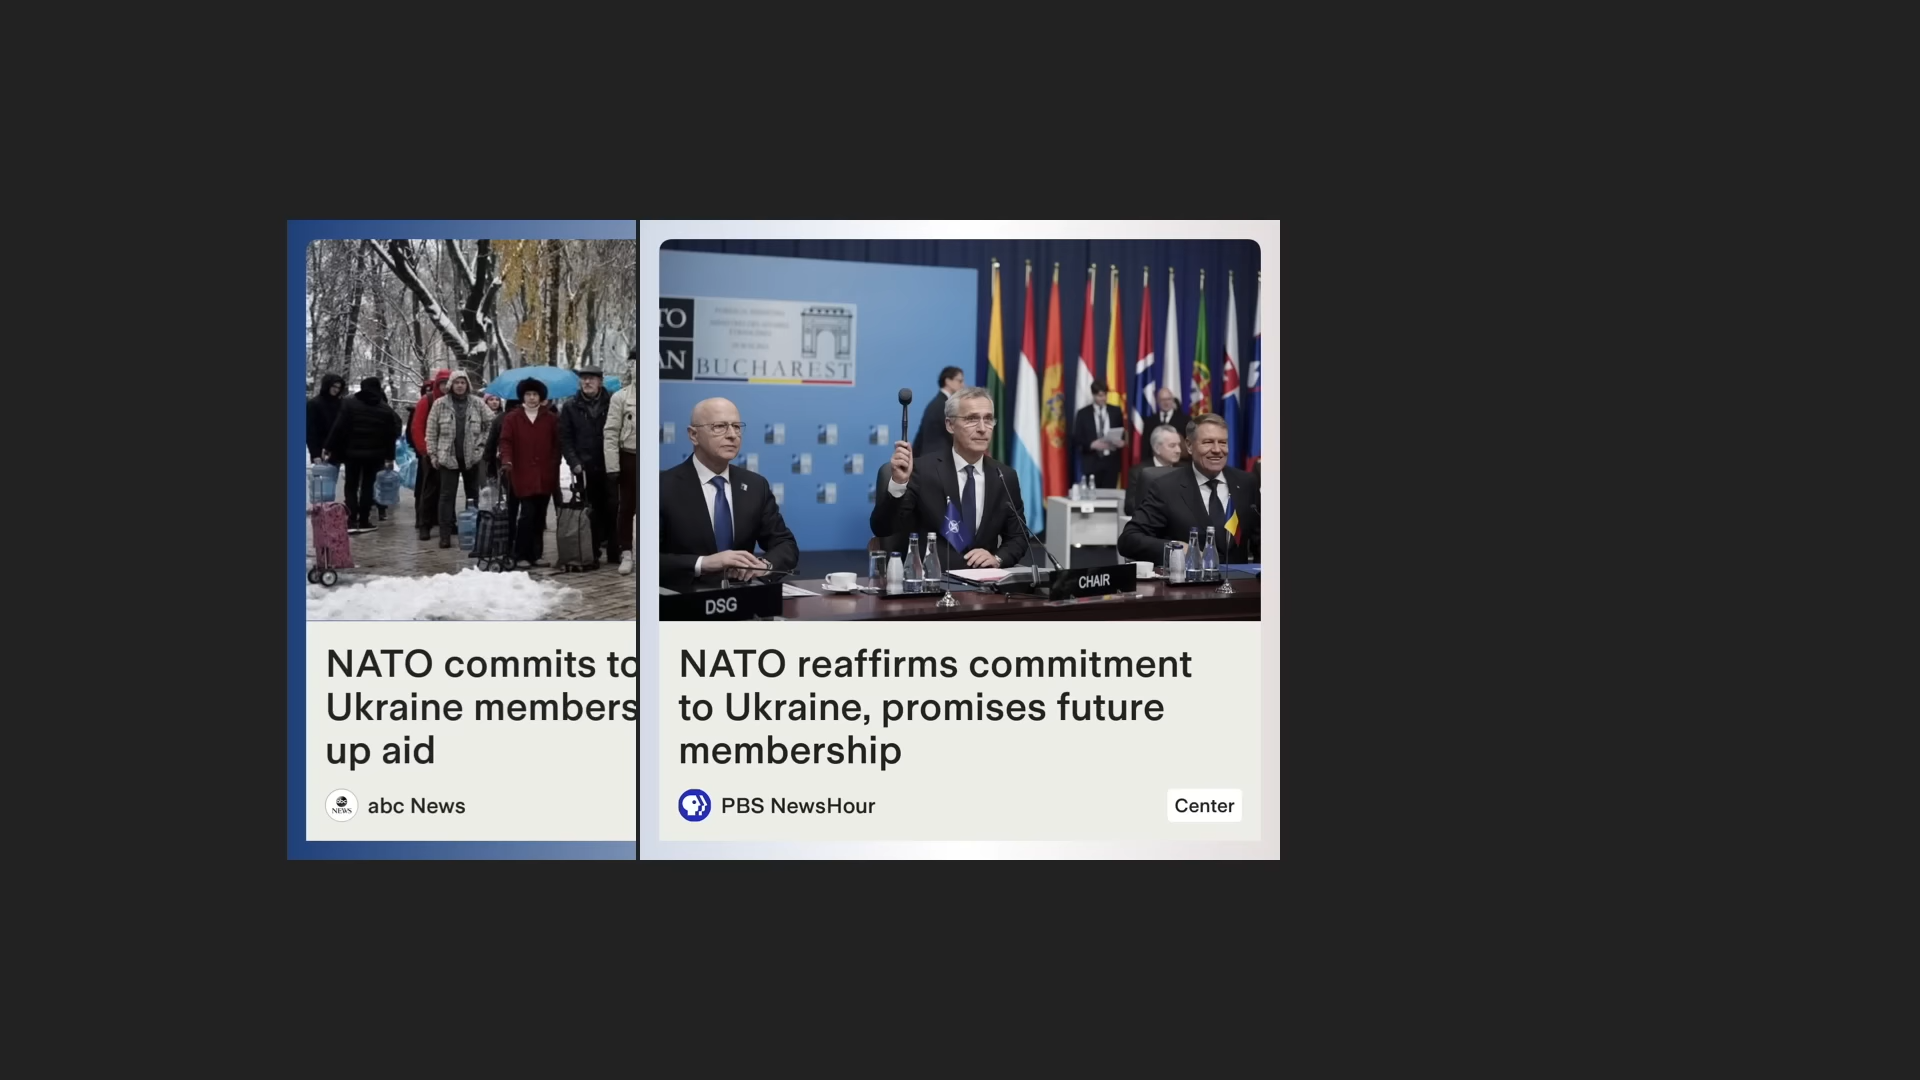 NATO commits to
Ukraine members
up aid
abc News
TO
AN
BUCHAREST
DSG
CHAIR
NATO reaffirms commitment
to Ukraine, promises future
membership
PBS NewsHour
Center